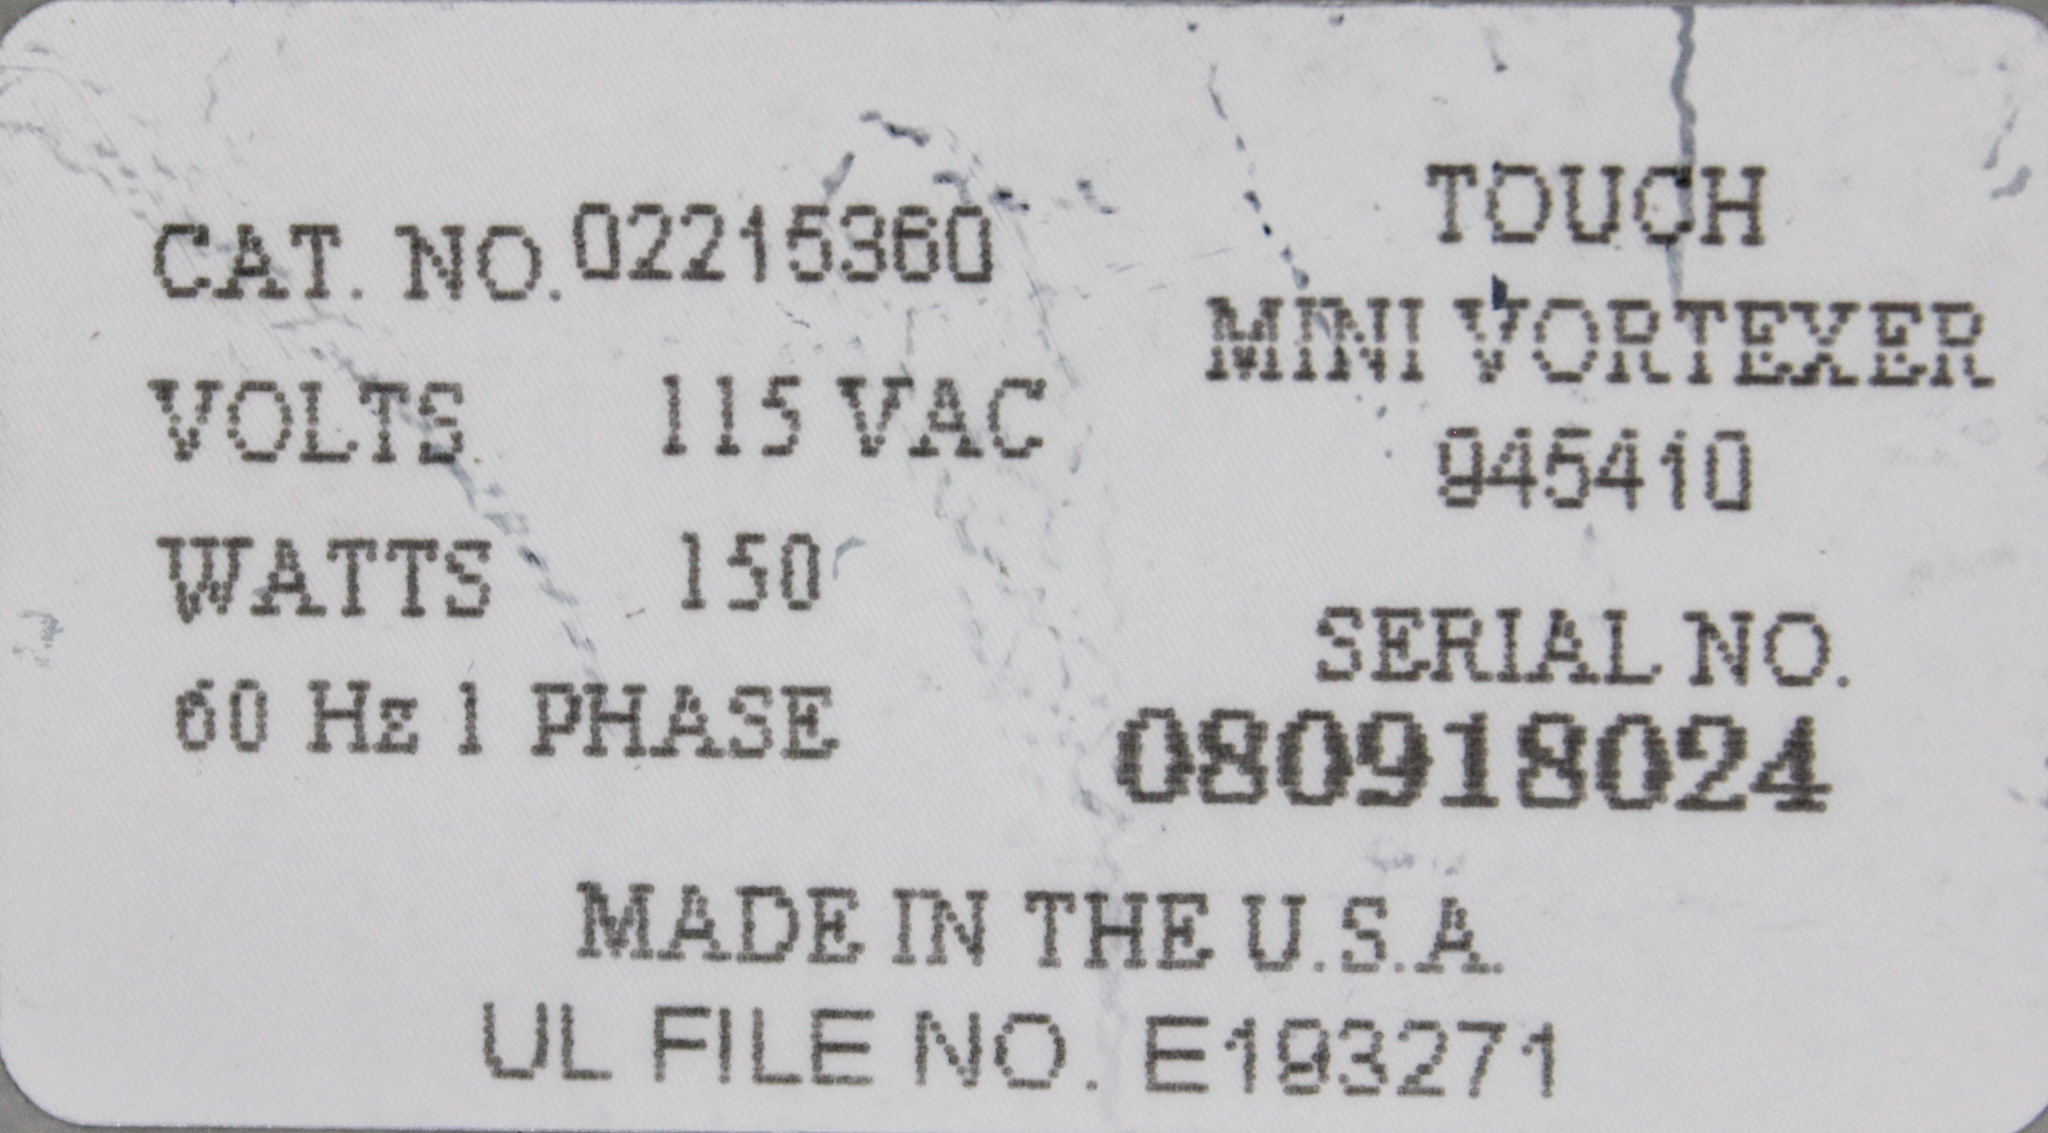 CAT. NO. 02215360
VOLTS 115 VAC
WATTS 150
60 Hz 1 PHASE
TOUCH
MINI VORTEXER
945410
SERIAL NO.
080918024
MADE IN THE U.S.A.
UL FILE NO. E193271